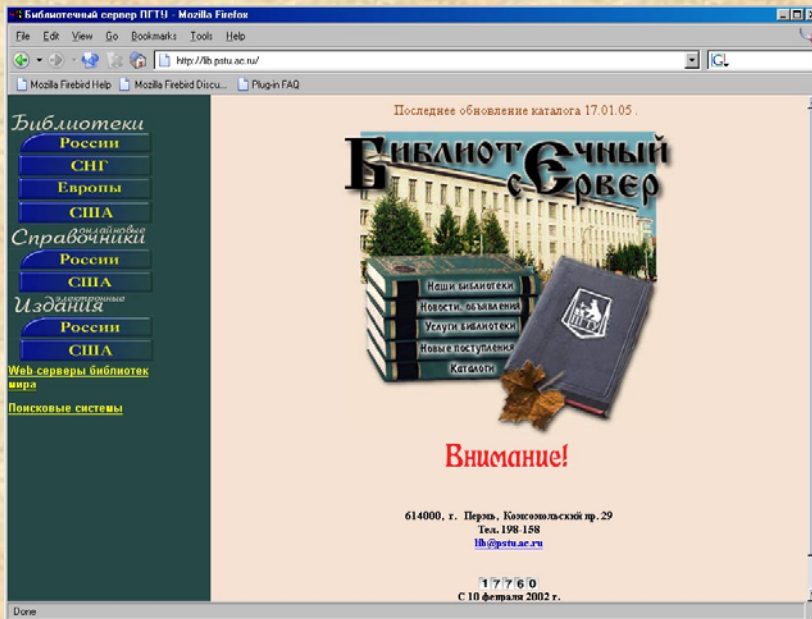 Библиотечный сервер ПГТУ - Mozilla Firefox
File Edit View Go Bookmarks Tools Help
http://lib.pstu.ac.ru/
G
Mozilla Firebird Help Mozilla Firebird Discu... Plug-in FAQ
Библиотеки
России
СНГ
Европы
США
Справочники
онлайновые
России
США
Издания
электронные
России
США
Web-серверы библиотек
мира
Поисковые системы
Последнее обновление каталога 17.01.05 .
Библиотечный
сервер
Наши библиотеки
Новости, объявления
Услуги библиотеки
Новые поступления
Каталоги
ПГТУ
Внимание!
614000, г. Пермь, Комсомольский пр. 29
Тел. 198-158
lib@pstu.ac.ru
17760
С 10 февраля 2002 г.
Done